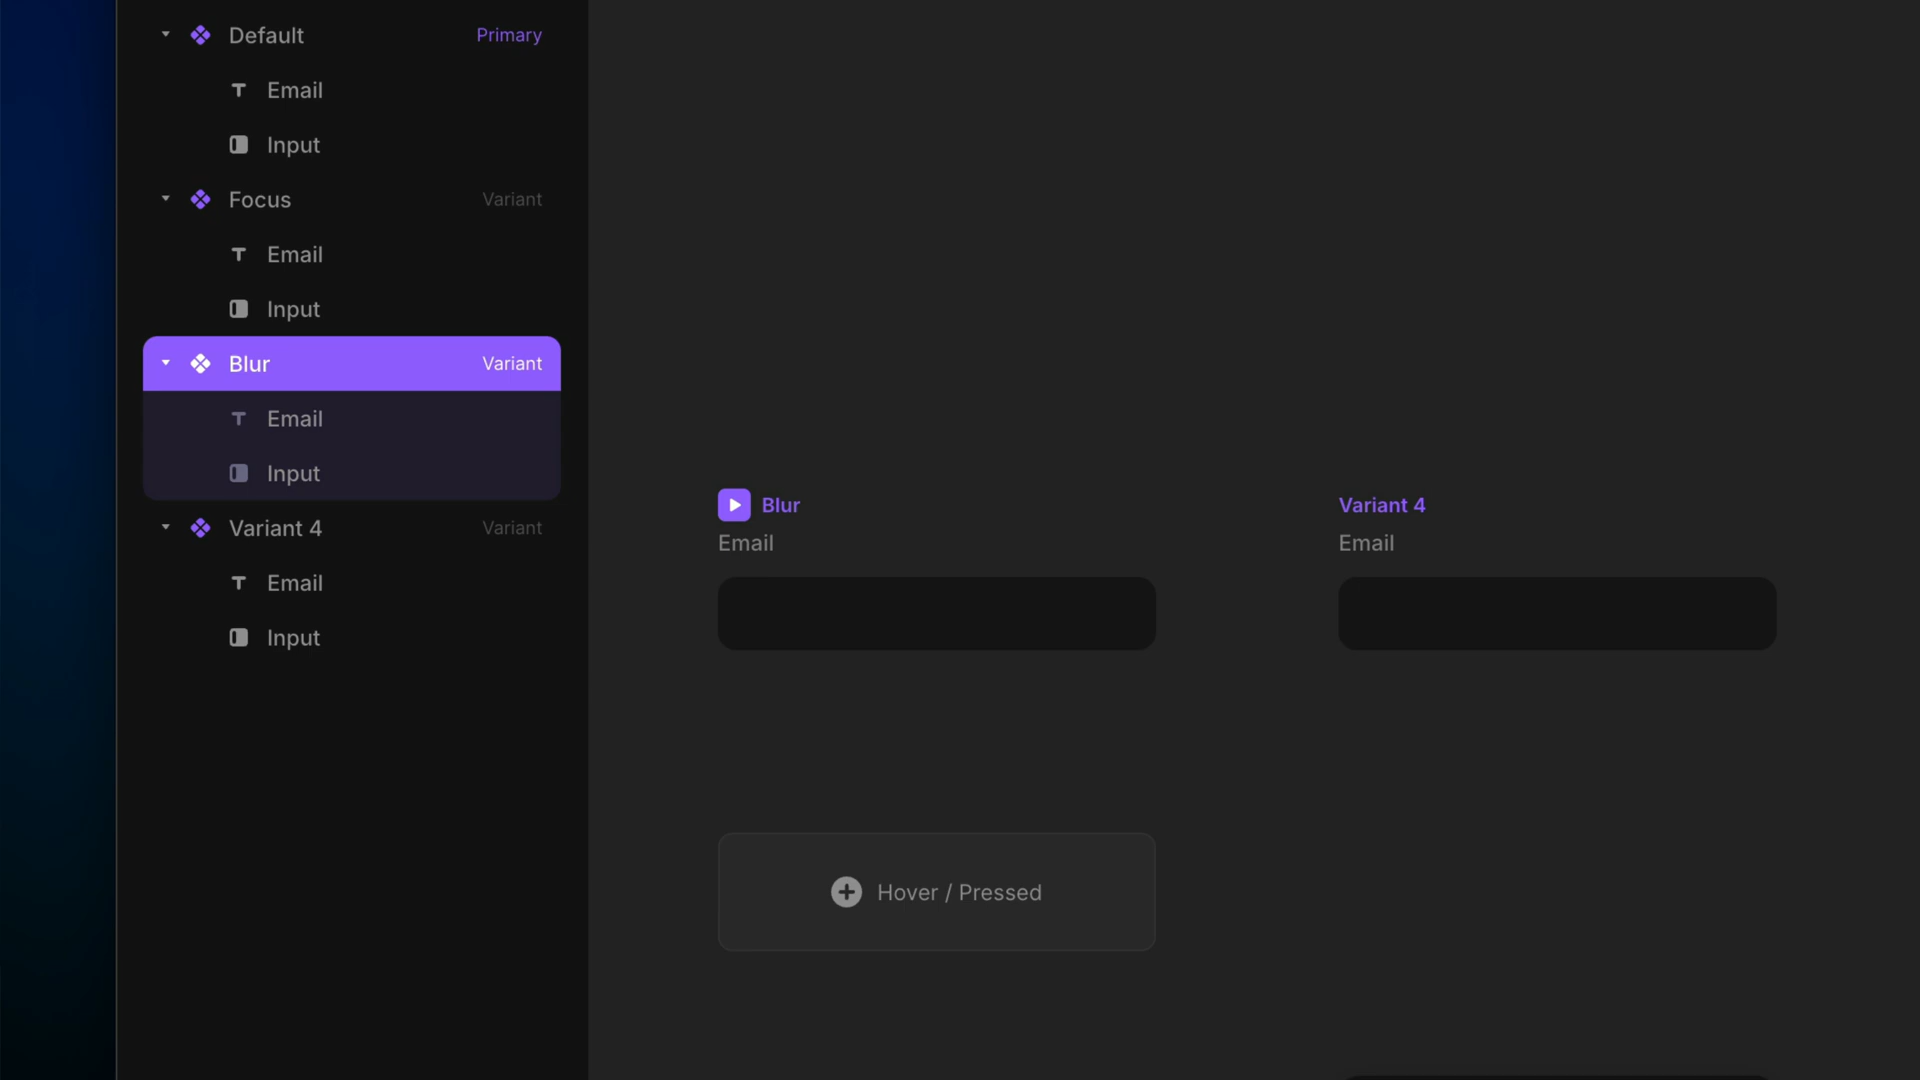 Default Primary
Email
Input
Focus Variant
Email
Input
Blur Variant
Email
Input
Variant 4 Variant
Email
Input
Blur
Email
Variant 4
Email
Hover / Pressed